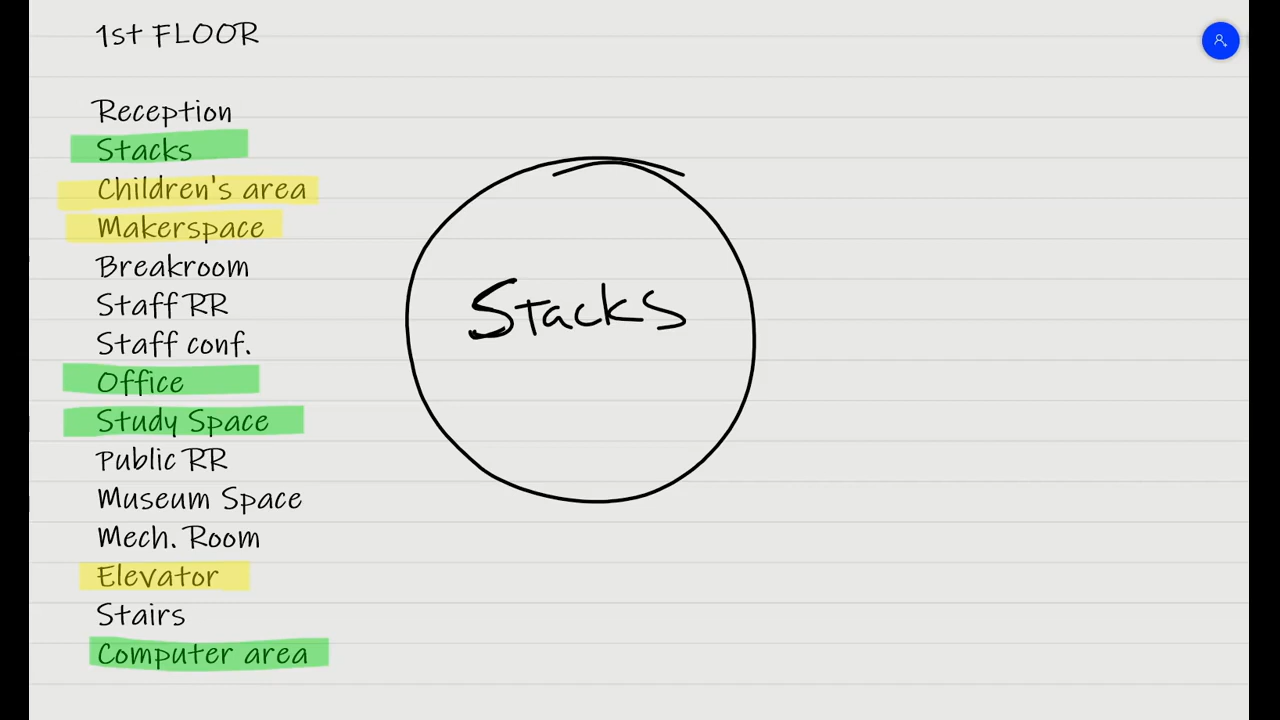 1st FLOOR
Reception
Stacks
Children's area
Makerspace
Breakroom
Staff RR
Staff conf.
Office
Study Space
Public RR
Museum Space
Mech. Room
Elevator
Stairs
Computer area
Stacks